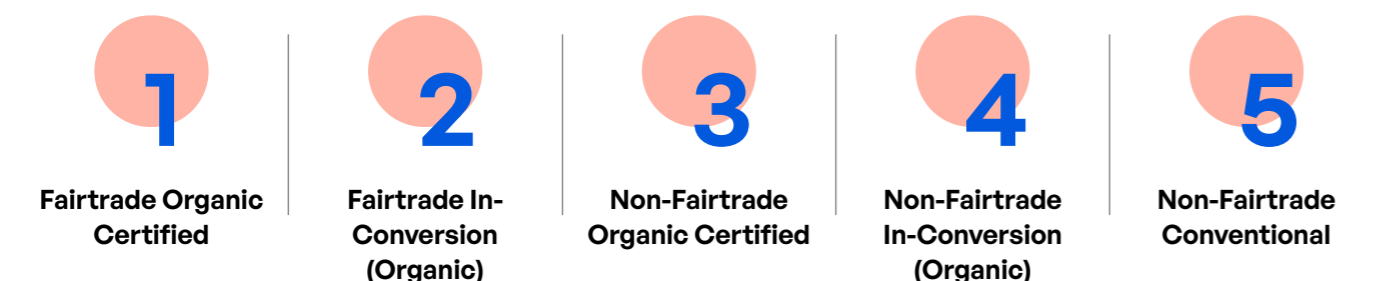 1
Fairtrade Organic
Certified
2
Fairtrade In-
Conversion
(Organic)
3
Non-Fairtrade
Organic Certified
4
Non-Fairtrade
In-Conversion
(Organic)
5
Non-Fairtrade
Conventional